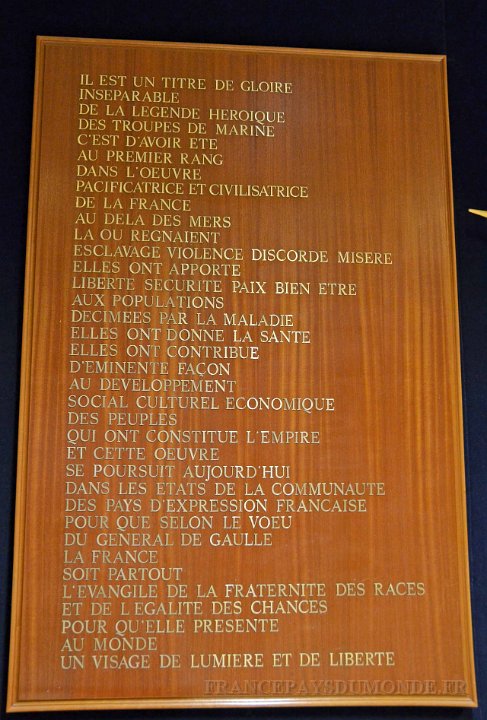 IL EST UN TITRE DE GLOIRE
INSEPARABLE
DE LA LEGENDE HEROIQUE
DES TROUPES DE MARINE
C'EST D'AVOIR ETE
AU PREMIER RANG
DANS L'OEUVRE
PACIFICATRICE ET CIVILISATRICE
DE LA FRANCE
AU DELA DES MERS
LA OU REGNAIENT
ESCLAVAGE VIOLENCE DISCORDE MISERE
ELLES ONT APPORTE
LIBERTE SECURITE PAIX BIEN ETRE
AUX POPULATIONS
DECIMEES PAR LA MALADIE
ELLES ONT DONNE LA SANTE
ELLES ONT CONTRIBUE
D'EMINENTE FAÇON
AU DEVELOPPEMENT
SOCIAL CULTUREL ECONOMIQUE
DES PEUPLES
QUI ONT CONSTITUE L'EMPIRE
ET CETTE OEUVRE
SE POURSUIT AUJOURD'HUI
DANS LES ETATS DE LA COMMUNAUTE
DES PAYS D'EXPRESSION FRANCAISE
POUR QUE SELON LE VOEU
DU GENERAL DE GAULLE
LA FRANCE
SOIT PARTOUT
L'EVANGILE DE LA FRATERNITE DES RACES
ET DE L EGALITE DES CHANCES
POUR QU'ELLE PRESENTE
AU MONDE
UN VISAGE DE LUMIERE ET DE LIBERTE
FRANCEPAYSDUMONDE.FR